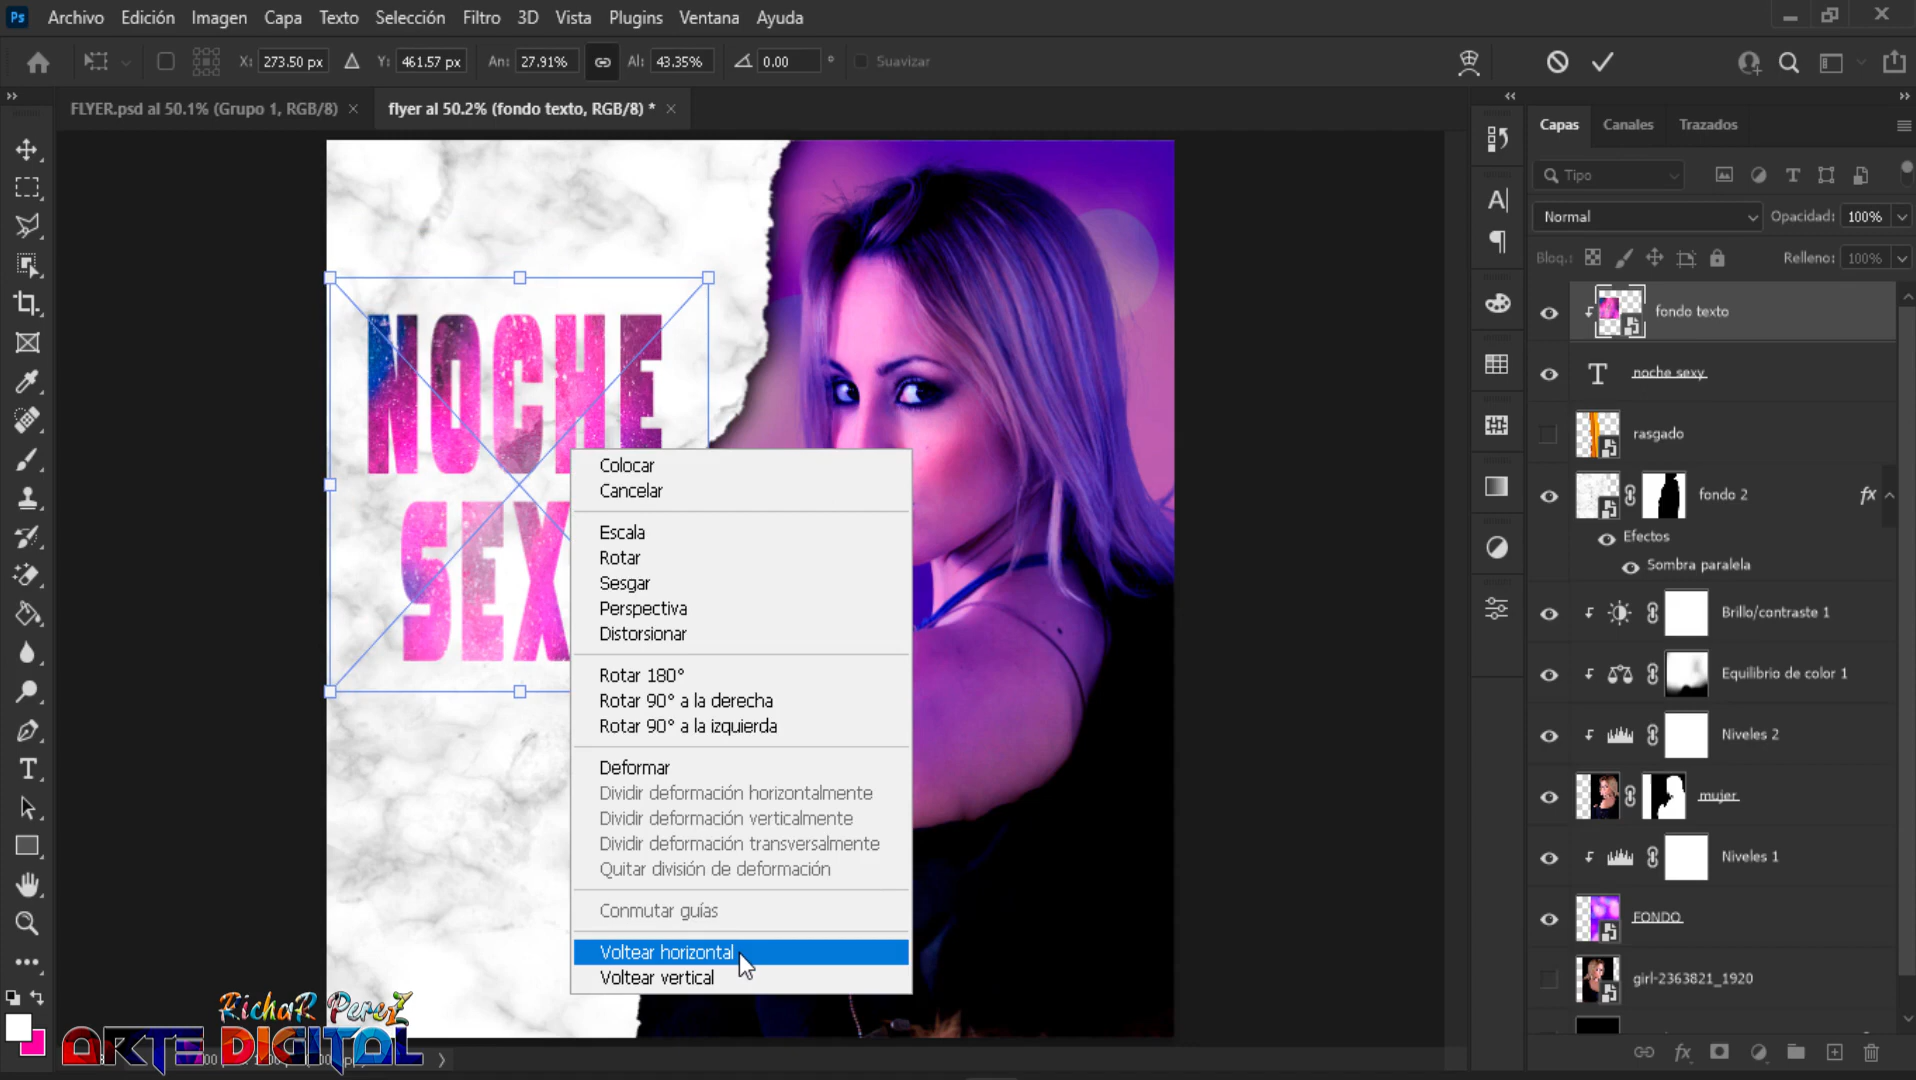 Ps Archivo Edición Imagen Capa Texto Selección Filtro 3D Vista Plugins Ventana Ayuda
X: 273.50 px Y: 461.57 px An: 27.91% Al: 43.35% 0.00 ° Suavizar
FLYER.psd al 50.1% (Grupo 1, RGB/8) × flyer al 50.2% (fondo texto, RGB/8) * ×
NOCHE
SEX
Colocar
Cancelar
Escala
Rotar
Sesgar
Perspectiva
Distorsionar
Rotar 180°
Rotar 90° a la derecha
Rotar 90° a la izquierda
Deformar
Dividir deformación horizontalmente
Dividir deformación verticalmente
Dividir deformación transversalmente
Quitar división de deformación
Conmutar guías
Voltear horizontal
Voltear vertical
Capas Canales Trazados
Tipo
Normal Opacidad: 100%
Bloq.: Relleno: 100%
fondo texto
noche sexy
rasgado
fondo 2 fx
Efectos
Sombra paralela
Brillo/contraste 1
Equilibrio de color 1
Niveles 2
mujer
Niveles 1
FONDO
girl-2363821_1920
RichaR PereZ
ARTE DIGITAL